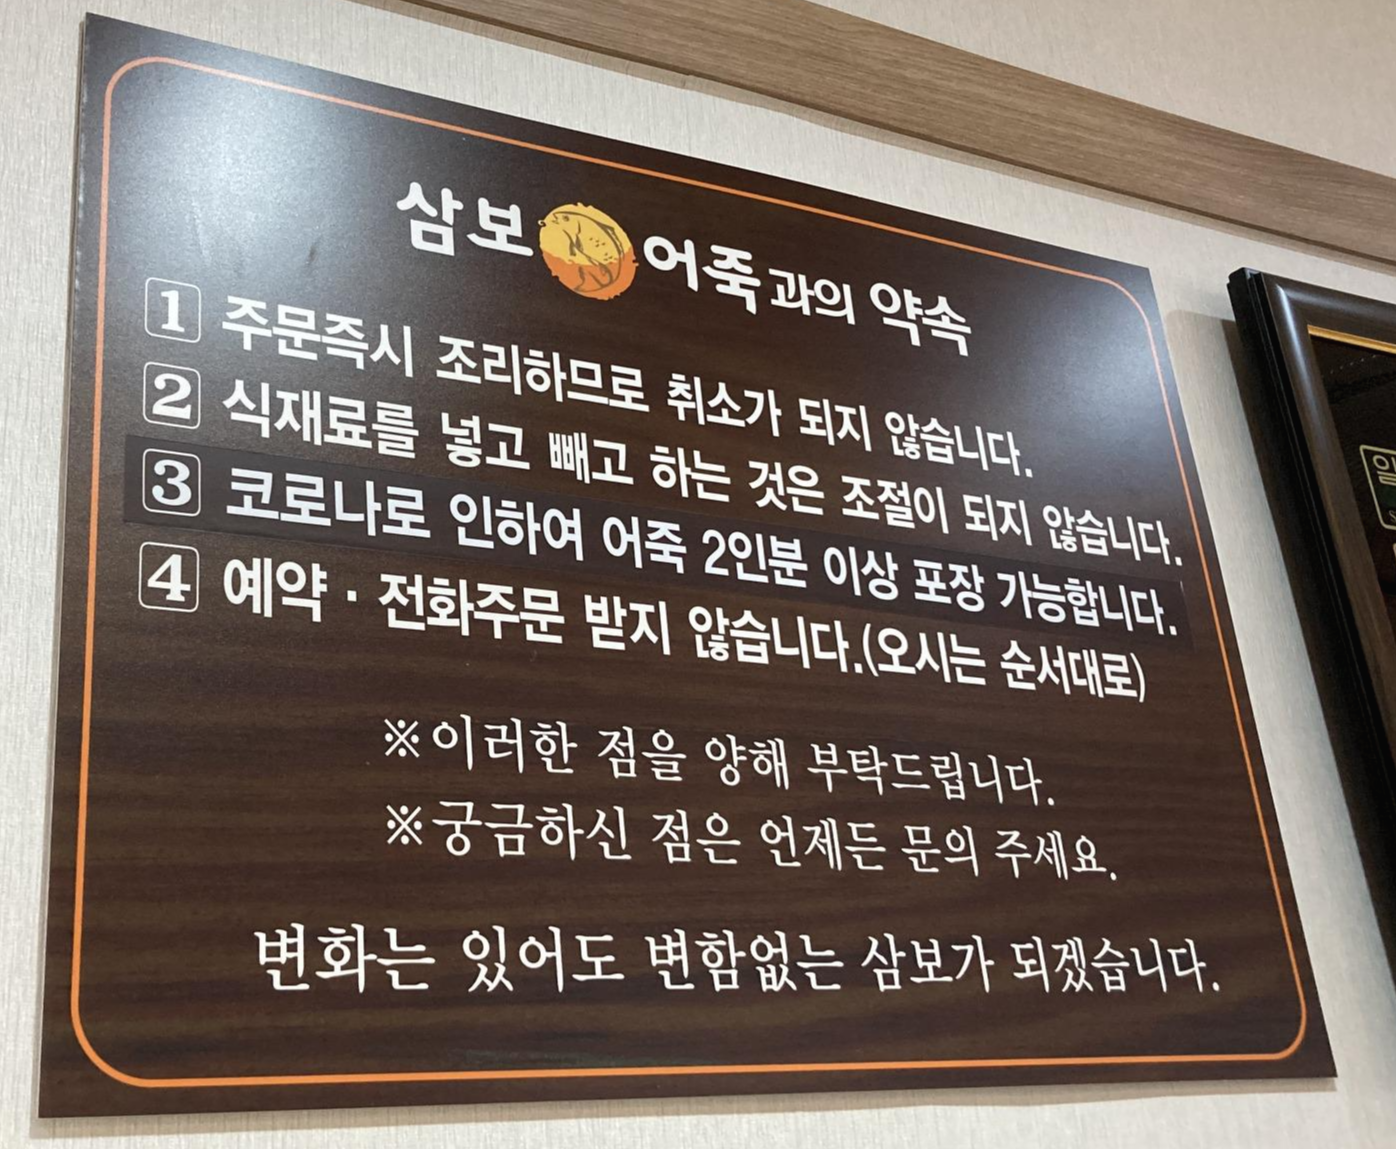 삼보 어죽과의 약속
1 주문즉시 조리하므로 취소가 되지 않습니다.
2 식재료를 넣고 빼고 하는 것은 조절이 되지 않습니다.
3 코로나로 인하여 어죽 2인분 이상 포장 가능합니다.
4 예약 · 전화주문 받지 않습니다.(오시는 순서대로)
※이러한 점을 양해 부탁드립니다.
※궁금하신 점은 언제든 문의 주세요.
변화는 있어도 변함없는 삼보가 되겠습니다.